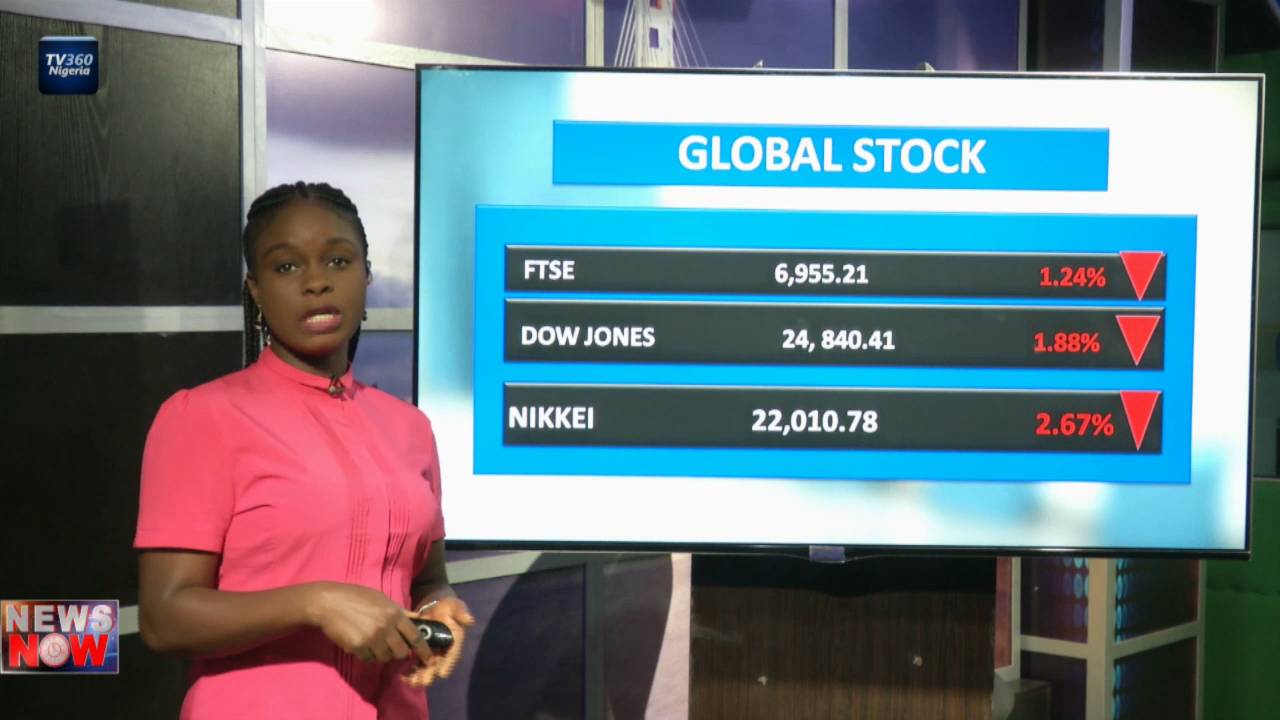 TV360
Nigeria
GLOBAL STOCK
FTSE 6,955.21 1.24%
DOW JONES 24, 840.41 1.88%
NIKKEI 22,010.78 2.67%
NEWS
NOW